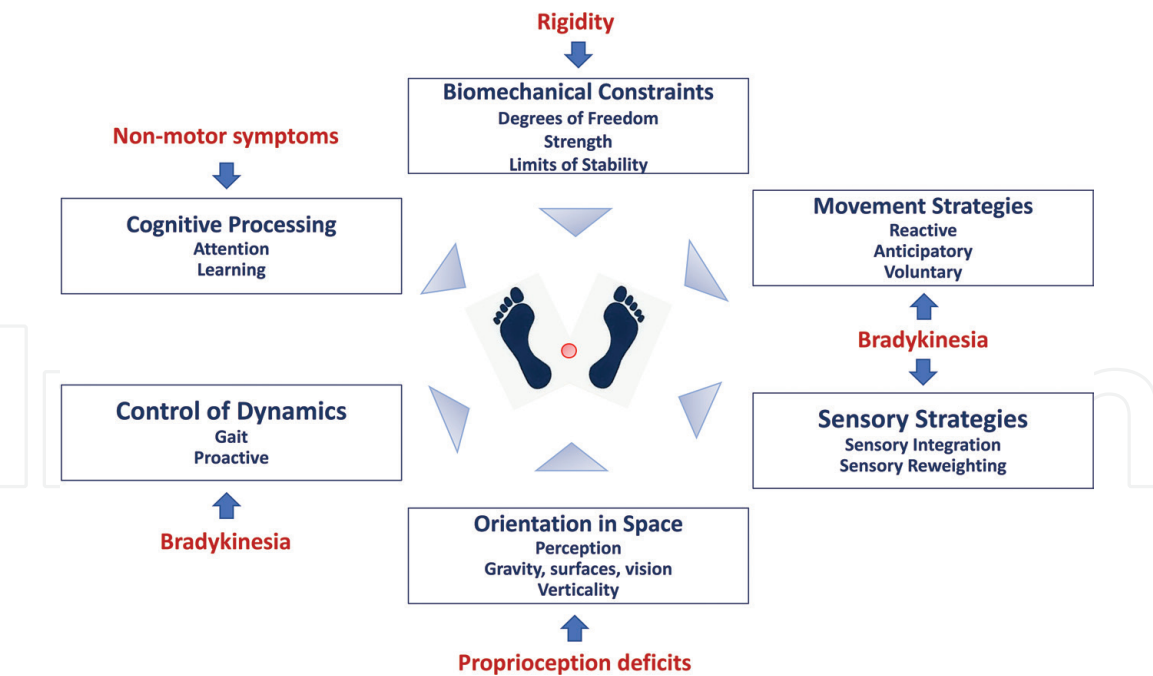 Rigidity
Biomechanical Constraints
Degrees of Freedom
Strength
Limits of Stability
Non-motor symptoms
Cognitive Processing
Attention
Learning
Movement Strategies
Reactive
Anticipatory
Voluntary
Bradykinesia
Control of Dynamics
Gait
Proactive
Bradykinesia
Sensory Strategies
Sensory Integration
Sensory Reweighting
Orientation in Space
Perception
Gravity, surfaces, vision
Verticality
Proprioception deficits